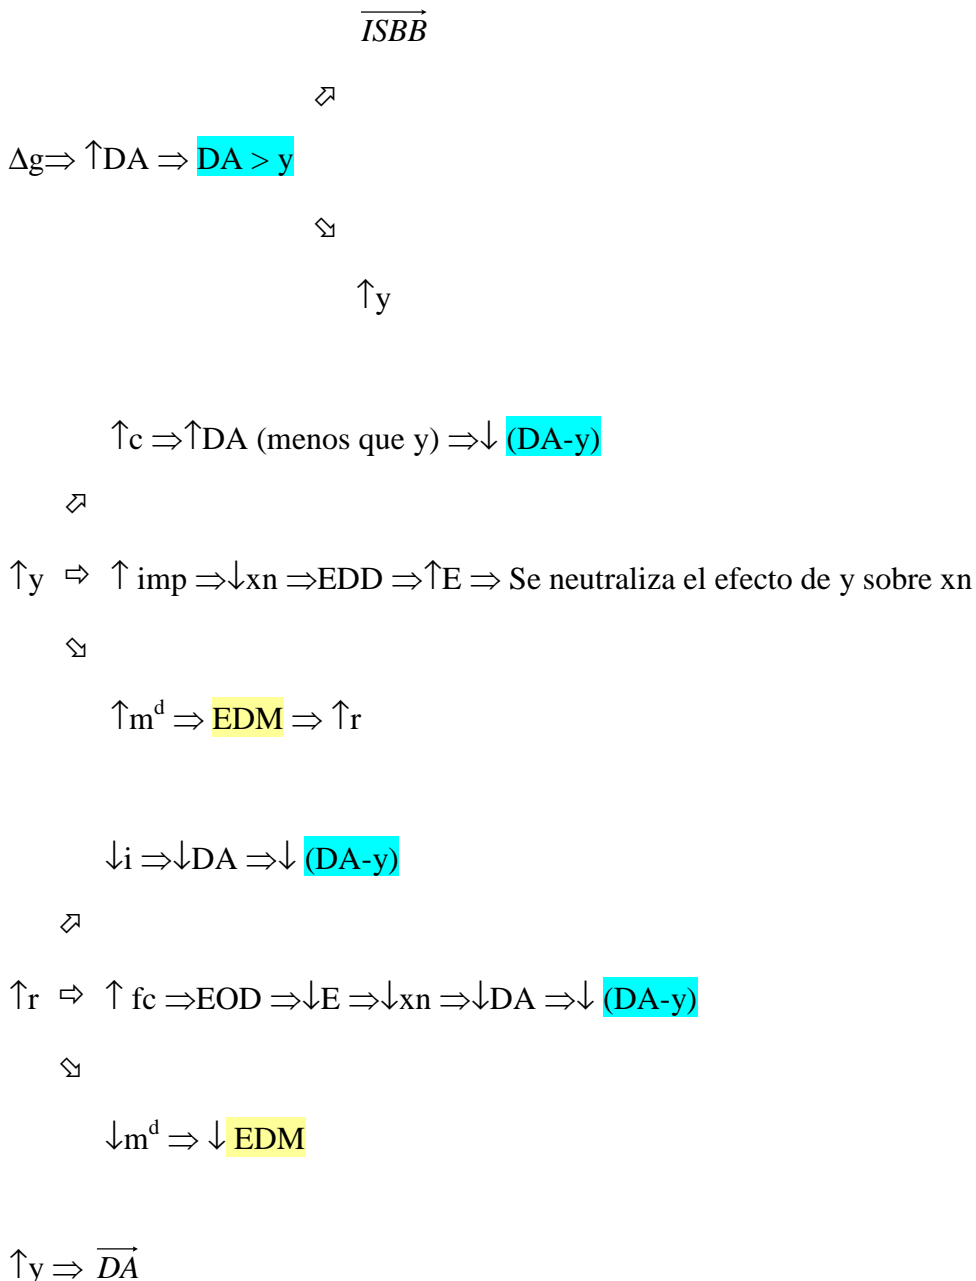 ISBB
⇗
Δg⇒ ↑DA ⇒ DA > y
⇘
↑y
↑c ⇒↑DA (menos que y) ⇒↓ (DA-y)
⇗
↑y ⇨ ↑ imp ⇒↓xn ⇒EDD ⇒↑E ⇒ Se neutraliza el efecto de y sobre xn
⇘
↑mᵈ ⇒ EDM ⇒ ↑r
↓i ⇒↓DA ⇒↓ (DA-y)
⇗
↑r ⇨ ↑ fc ⇒EOD ⇒↓E ⇒↓xn ⇒↓DA ⇒↓ (DA-y)
⇘
↓mᵈ ⇒ ↓ EDM
↑y ⇒ DA